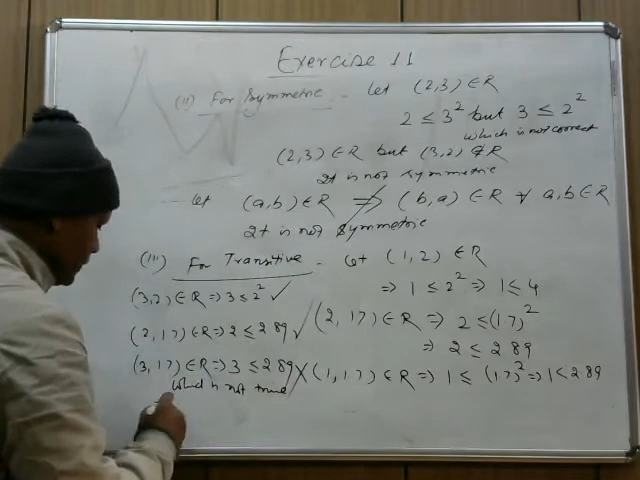 Exercise 11
(ii) For Symmetric - Let (2,3) ∈ R
2 ≤ 3² but 3 ≤ 2²
which is not correct
(2,3) ∈ R but (3,2) ∉ R
It is not symmetric
Let (a,b) ∈ R ⇏ (b,a) ∈ R ∀ a,b ∈ R
It is not symmetric
(iii) For Transitive - Let (1,2) ∈ R
(3,2) ∈ R ⇒ 3 ≤ 2² ✓ ⇒ 1 ≤ 2² ⇒ 1 ≤ 4
(2,17) ∈ R ⇒ 2 ≤ 289 ✓ (2,17) ∈ R ⇒ 2 ≤ (17)²
⇒ 2 ≤ 289
(3,17) ∈ R ⇒ 3 ≤ 289 X (1,17) ∈ R ⇒ 1 ≤ (17)² ⇒ 1 < 289
which is not true